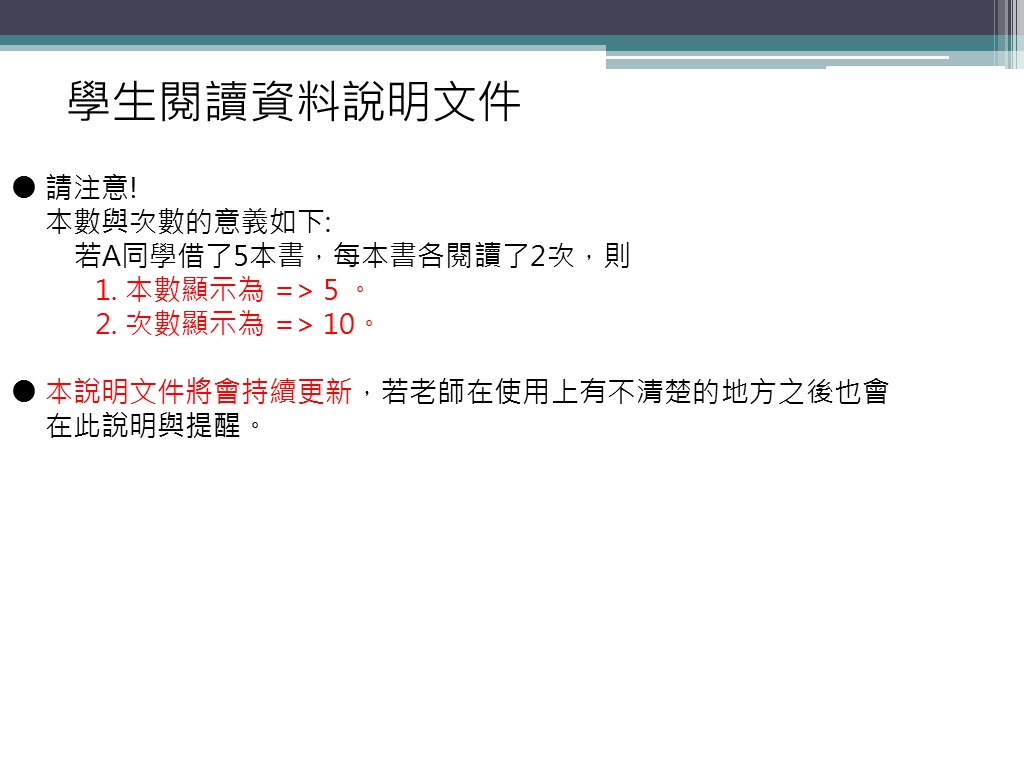 學生閱讀資料說明文件
● 請注意!
本數與次數的意義如下:
若A同學借了5本書，每本書各閱讀了2次，則
1. 本數顯示為 => 5 。
2. 次數顯示為 => 10。
● 本說明文件將會持續更新，若老師在使用上有不清楚的地方之後也會
在此說明與提醒。